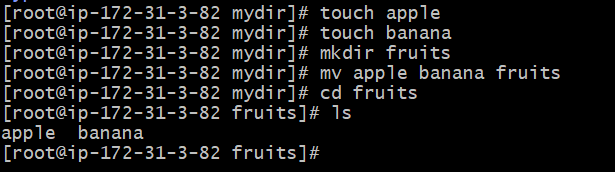 [root@ip-172-31-3-82 mydir]# touch apple
[root@ip-172-31-3-82 mydir]# touch banana
[root@ip-172-31-3-82 mydir]# mkdir fruits
[root@ip-172-31-3-82 mydir]# mv apple banana fruits
[root@ip-172-31-3-82 mydir]# cd fruits
[root@ip-172-31-3-82 fruits]# ls
apple  banana
[root@ip-172-31-3-82 fruits]#